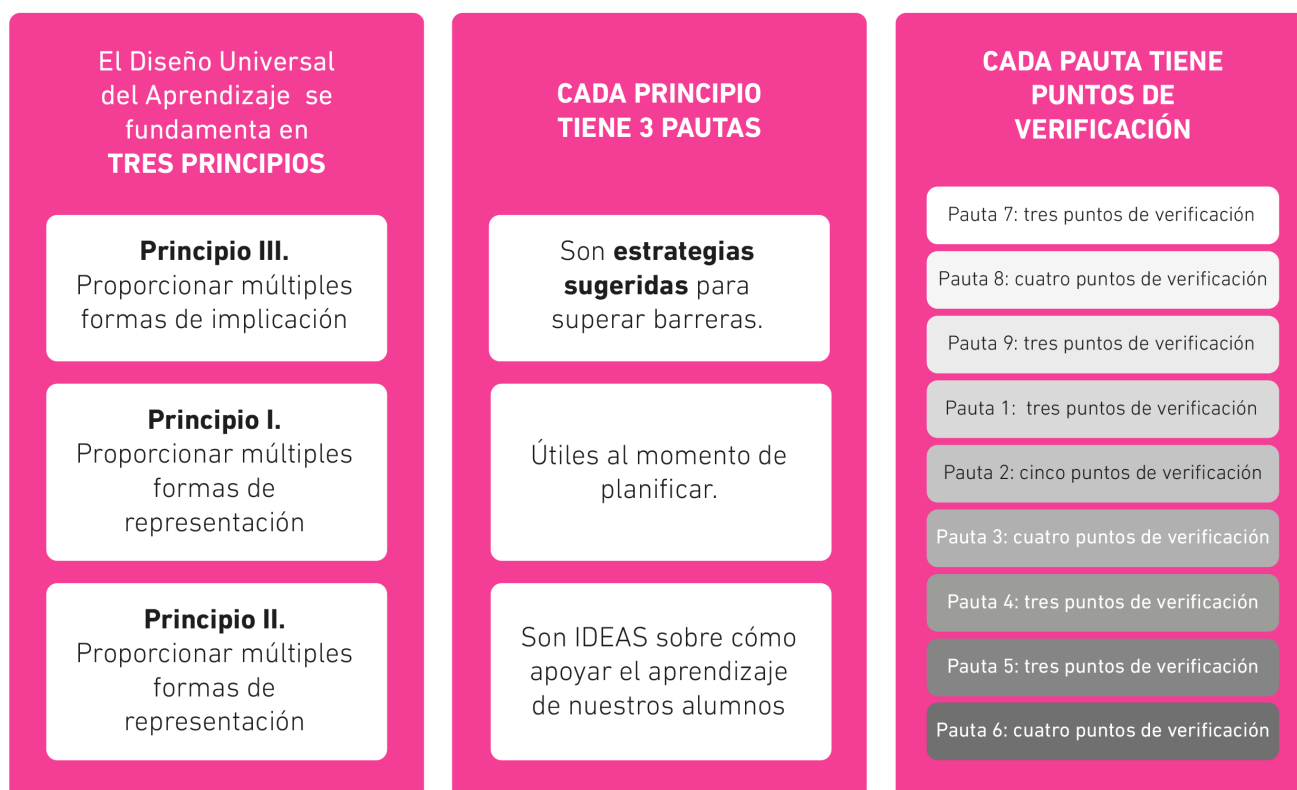 El Diseño Universal
del Aprendizaje se
fundamenta en
TRES PRINCIPIOS
Principio III.
Proporcionar múltiples
formas de implicación
Principio I.
Proporcionar múltiples
formas de
representación
Principio II.
Proporcionar múltiples
formas de
representación
CADA PRINCIPIO
TIENE 3 PAUTAS
Son estrategias
sugeridas para
superar barreras.
Útiles al momento de
planificar.
Son IDEAS sobre cómo
apoyar el aprendizaje
de nuestros alumnos
CADA PAUTA TIENE
PUNTOS DE
VERIFICACIÓN
Pauta 7: tres puntos de verificación
Pauta 8: cuatro puntos de verificación
Pauta 9: tres puntos de verificación
Pauta 1: tres puntos de verificación
Pauta 2: cinco puntos de verificación
Pauta 3: cuatro puntos de verificación
Pauta 4: tres puntos de verificación
Pauta 5: tres puntos de verificación
Pauta 6: cuatro puntos de verificación